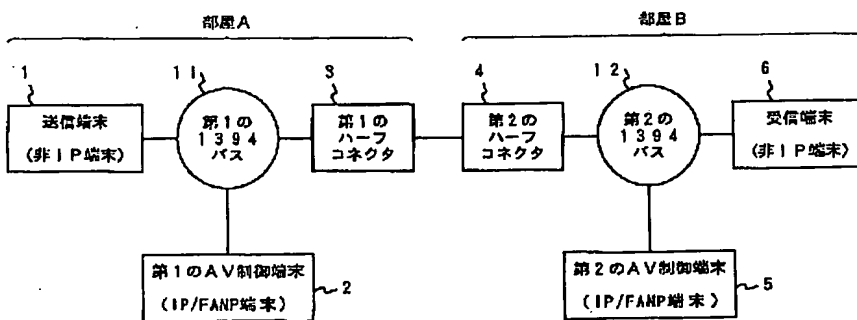 部屋A
部屋B
1
11
3
4
12
6
送信端末
(非IP端末)
第1の
1394
バス
第1の
ハーフ
コネクタ
第2の
ハーフ
コネクタ
第2の
1394
バス
受信端末
(非IP端末)
第1のAV制御端末
(IP/FANP端末)
2
第2のAV制御端末
(IP/FANP端末)
5